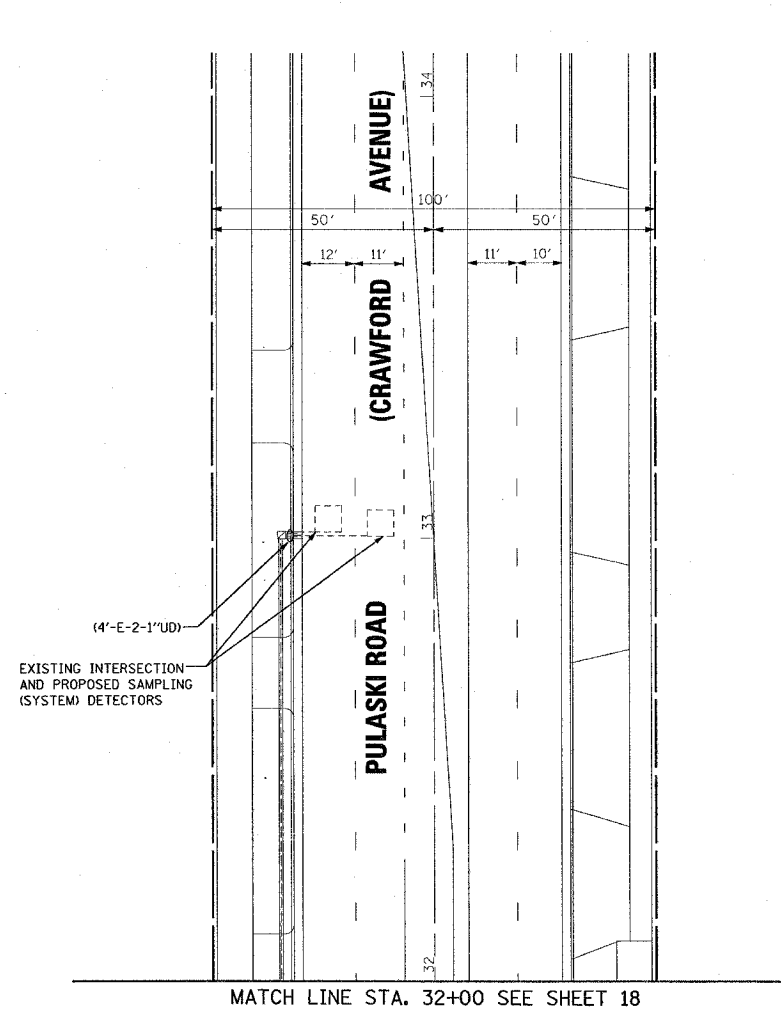 34
AVENUE)
100'
50' 50'
12' 11' 11' 10'
(CRAWFORD
33
(4'-E-2-1"UD)
PULASKI ROAD
EXISTING INTERSECTION
AND PROPOSED SAMPLING
(SYSTEM) DETECTORS
32
MATCH LINE STA. 32+00 SEE SHEET 18